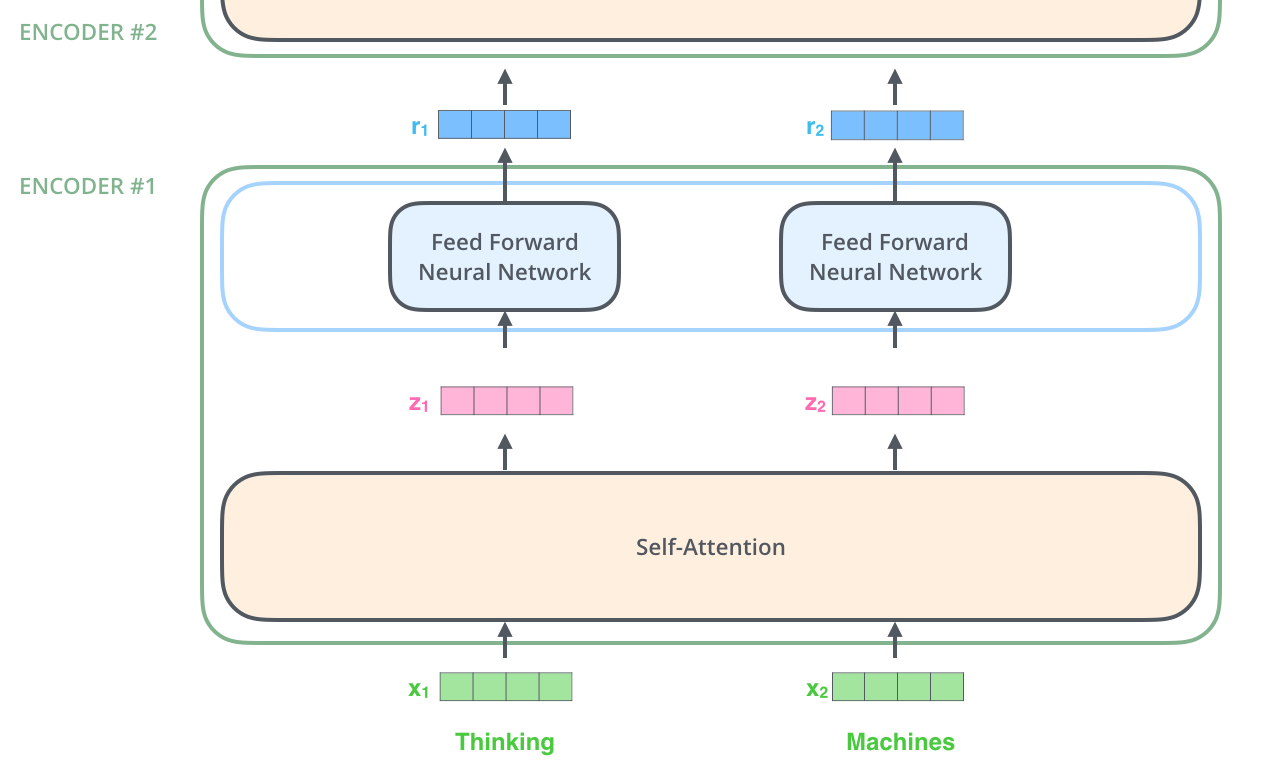 ENCODER #2
r₁
r₂
ENCODER #1
Feed Forward
Neural Network
Feed Forward
Neural Network
z₁
z₂
Self-Attention
x₁
x₂
Thinking
Machines